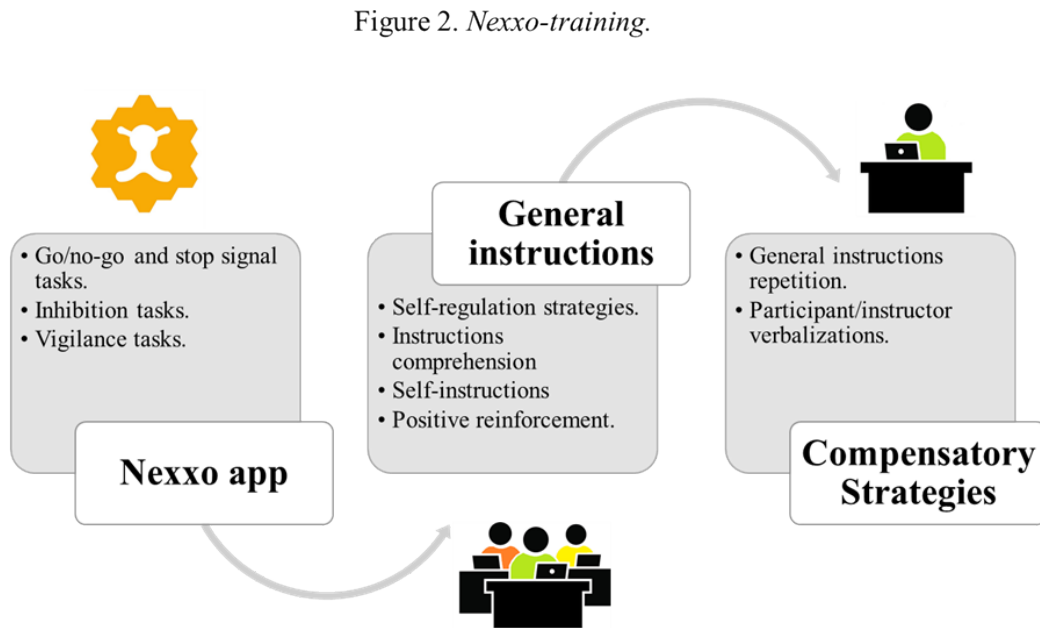 Figure 2. Nexxo-training.
• Go/no-go and stop signal
tasks.
• Inhibition tasks.
• Vigilance tasks.
Nexxo app
General
instructions
• Self-regulation strategies.
• Instructions
comprehension
• Self-instructions
• Positive reinforcement.
• General instructions
repetition.
• Participant/instructor
verbalizations.
Compensatory
Strategies